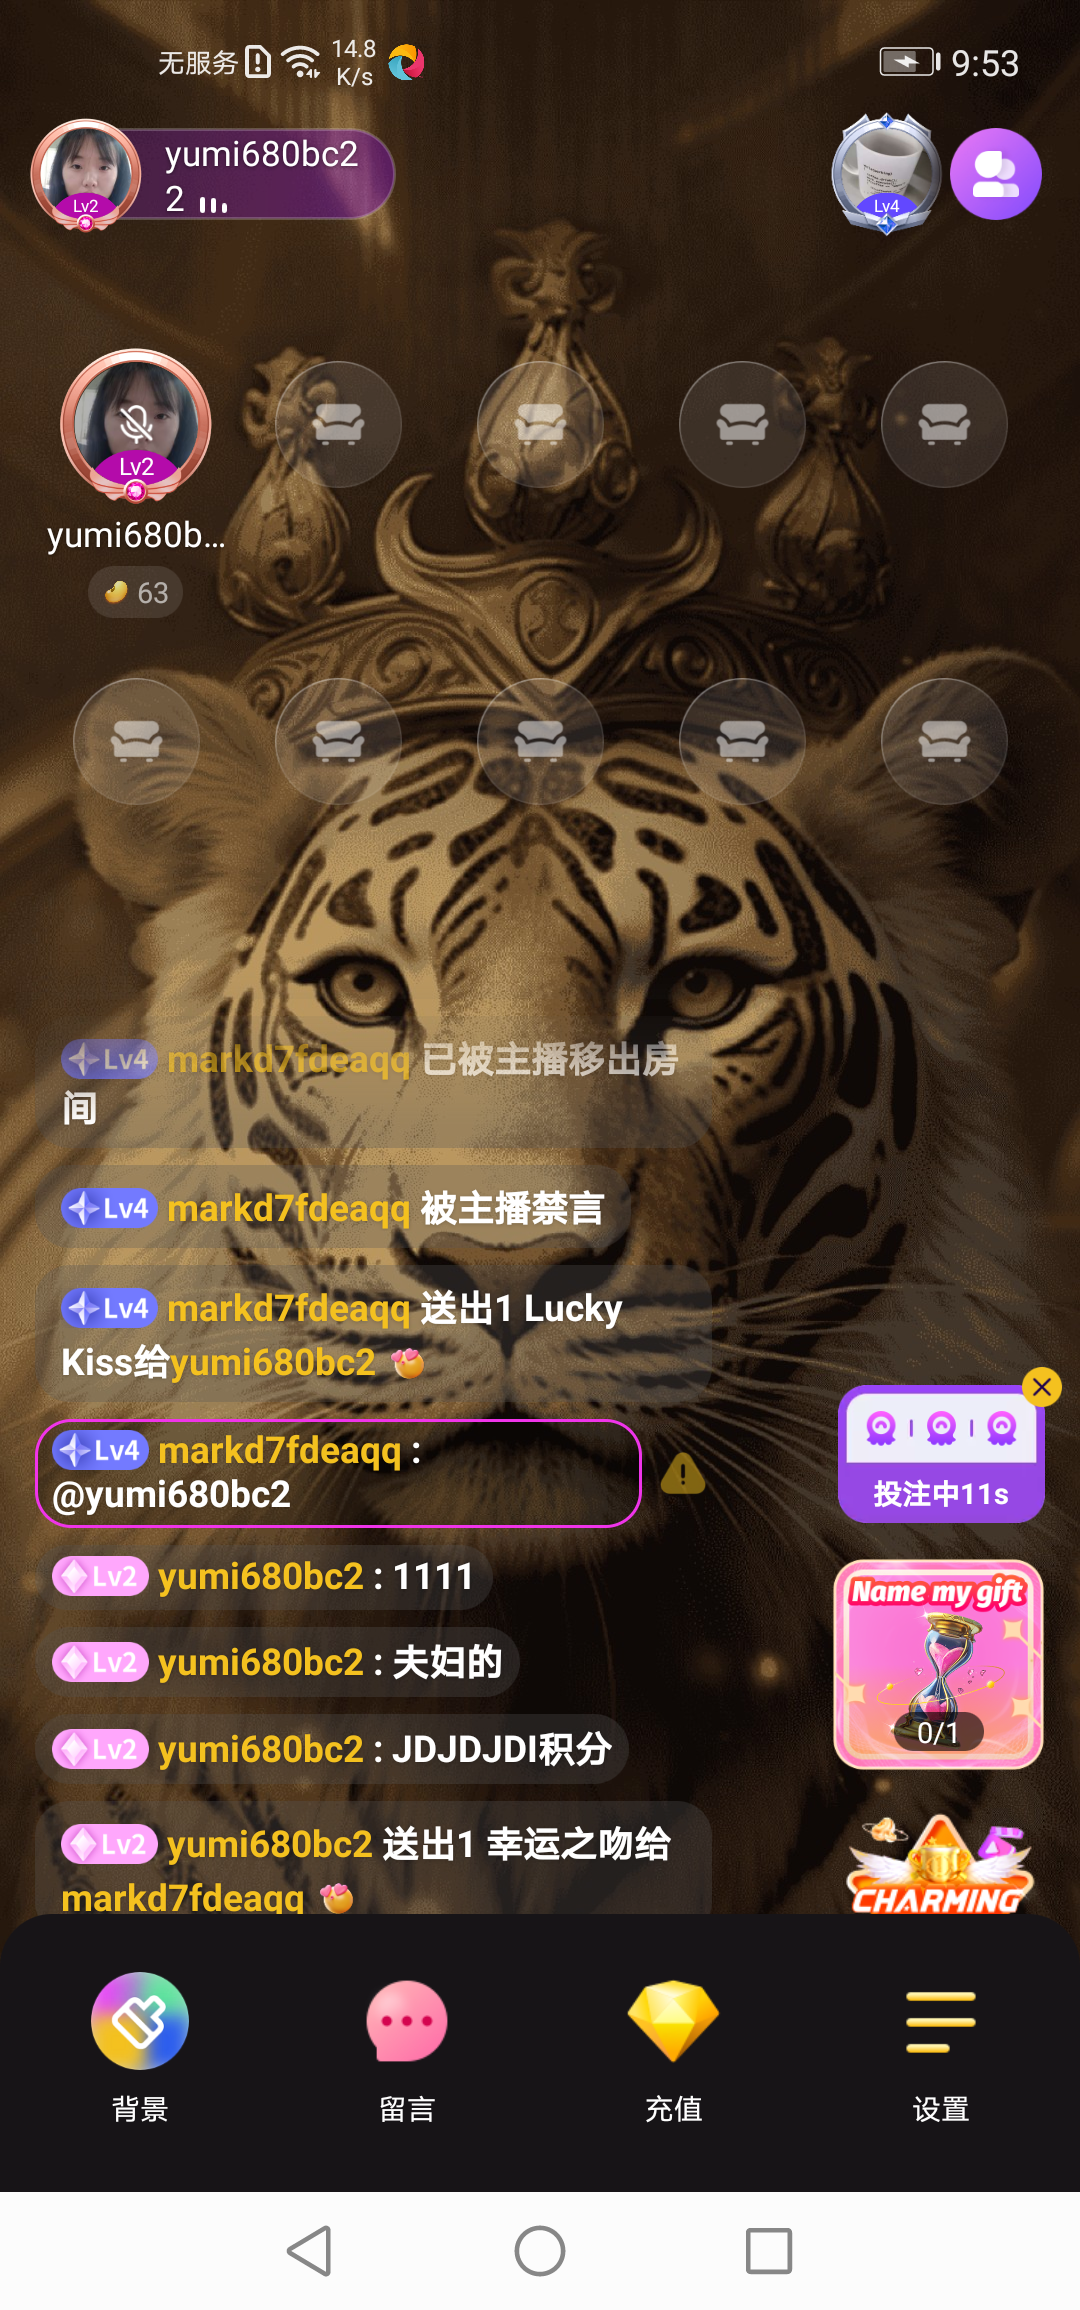 无服务 14.8 K/s 9:53
yumi680bc2
2
Lv2
Lv4
Lv2
yumi680b...
63
Lv4 markd7fdeaqq 已被主播移出房
间
Lv4 markd7fdeaqq 被主播禁言
Lv4 markd7fdeaqq 送出1 Lucky
Kiss给yumi680bc2
Lv4 markd7fdeaqq :
@yumi680bc2
投注中11s
Lv2 yumi680bc2 : 1111
Name my gift
Lv2 yumi680bc2 : 夫妇的
0/1
Lv2 yumi680bc2 : JDJDJDI积分
Lv2 yumi680bc2 送出1 幸运之吻给
markd7fdeaqq
CHARMING
背景
留言
充值
设置